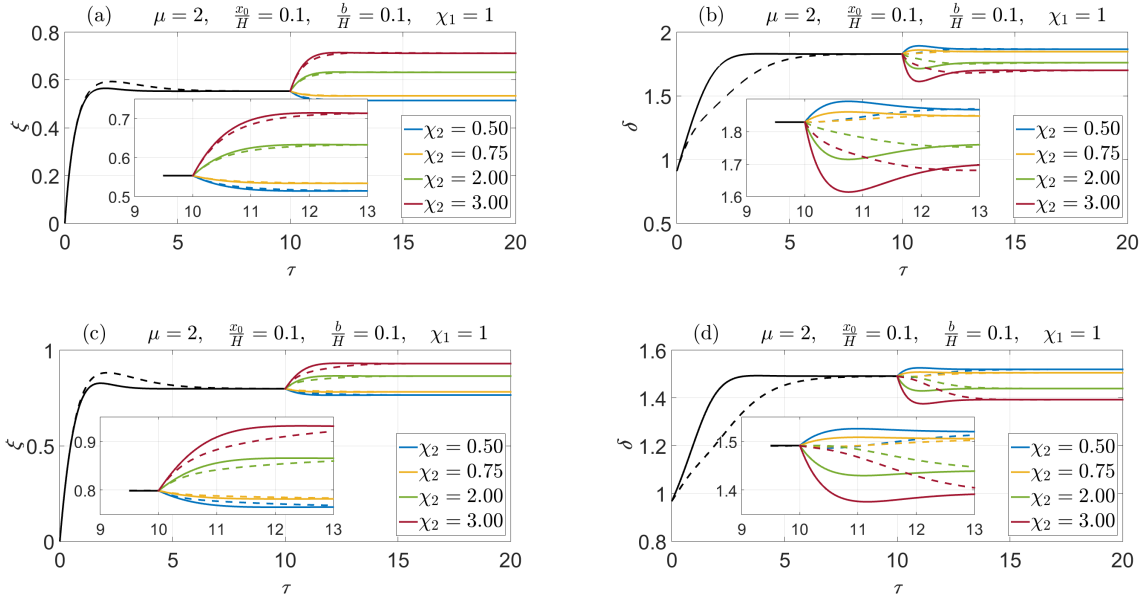 (a) μ = 2, x₀/H = 0.1, b/H = 0.1, χ₁ = 1
0.8
0.6
0.4
0.2
0
ξ
0.7
0.6
0.5
9 10 11 12 13
χ₂ = 0.50
χ₂ = 0.75
χ₂ = 2.00
χ₂ = 3.00
0 5 10 15 20
τ
(b) μ = 2, x₀/H = 0.1, b/H = 0.1, χ₁ = 1
2
1.5
1
0.5
δ
1.8
1.7
1.6
9 10 11 12 13
χ₂ = 0.50
χ₂ = 0.75
χ₂ = 2.00
χ₂ = 3.00
0 5 10 15 20
τ
(c) μ = 2, x₀/H = 0.1, b/H = 0.1, χ₁ = 1
1
0.5
0
ξ
0.9
0.8
9 10 11 12 13
χ₂ = 0.50
χ₂ = 0.75
χ₂ = 2.00
χ₂ = 3.00
0 5 10 15 20
τ
(d) μ = 2, x₀/H = 0.1, b/H = 0.1, χ₁ = 1
1.6
1.4
1.2
1
0.8
δ
1.5
1.4
9 10 11 12 13
χ₂ = 0.50
χ₂ = 0.75
χ₂ = 2.00
χ₂ = 3.00
0 5 10 15 20
τ